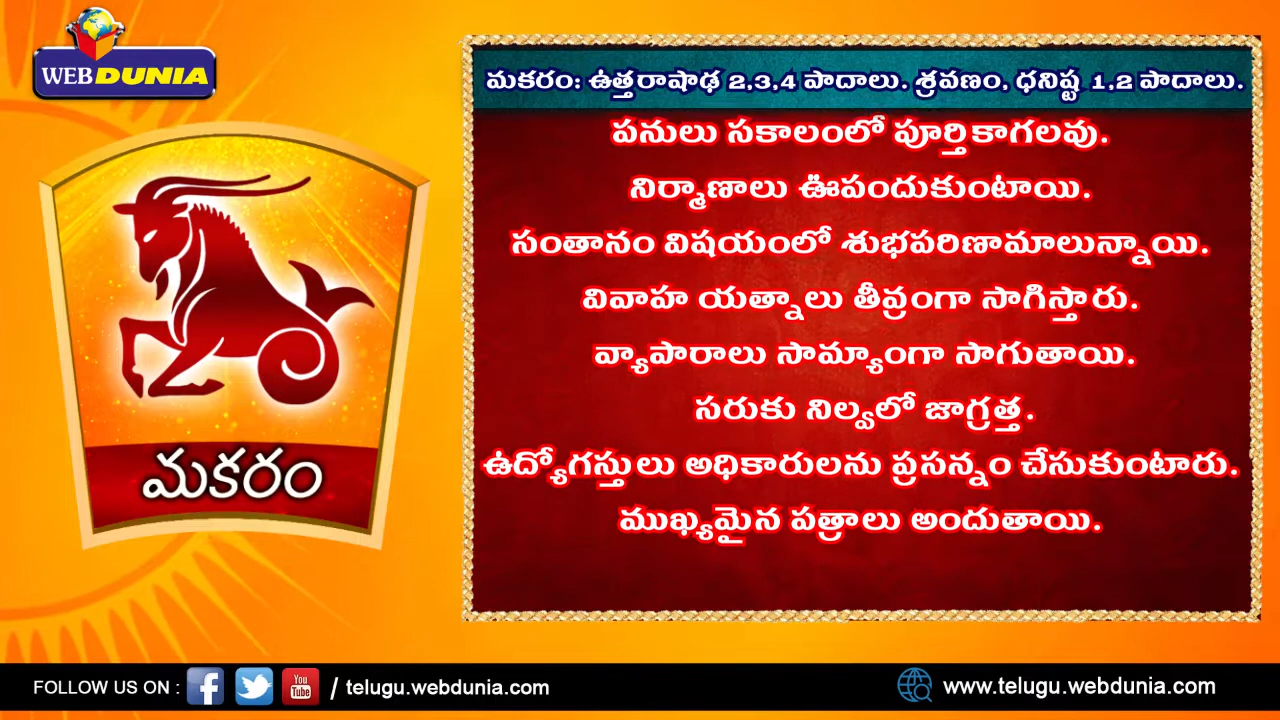 WEBDUNIA
మకరం: ఉత్తరాషాఢ 2,3,4 పాదాలు. శ్రవణం, ధనిష్ట 1,2 పాదాలు.
పనులు సకాలంలో పూర్తికాగలవు.
నిర్మాణాలు ఊపందుకుంటాయి.
సంతానం విషయంలో శుభపరిణామాలున్నాయి.
వివాహ యత్నాలు తీవ్రంగా సాగిస్తారు.
వ్యాపారాలు సామ్యాంగా సాగుతాయి.
సరుకు నిల్వలో జాగ్రత్త.
ఉద్యోగస్తులు అధికారులను ప్రసన్నం చేసుకుంటారు.
ముఖ్యమైన పత్రాలు అందుతాయి.
మకరం
FOLLOW US ON : f You Tube / telugu.webdunia.com
www.telugu.webdunia.com